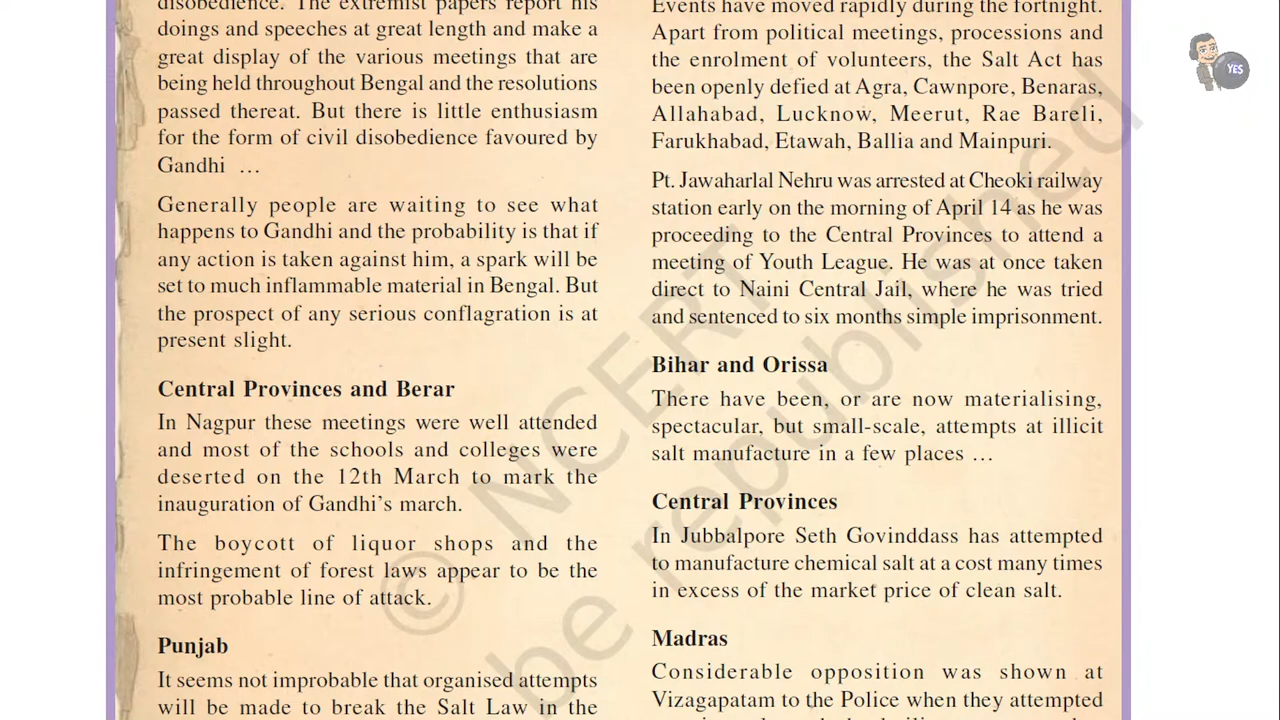 disobedience. The extremist papers report his
doings and speeches at great length and make a
great display of the various meetings that are
being held throughout Bengal and the resolutions
passed thereat. But there is little enthusiasm
for the form of civil disobedience favoured by
Gandhi ...
Generally people are waiting to see what
happens to Gandhi and the probability is that if
any action is taken against him, a spark will be
set to much inflammable material in Bengal. But
the prospect of any serious conflagration is at
present slight.
Central Provinces and Berar
In Nagpur these meetings were well attended
and most of the schools and colleges were
deserted on the 12th March to mark the
inauguration of Gandhi's march.
The boycott of liquor shops and the
infringement of forest laws appear to be the
most probable line of attack.
Punjab
It seems not improbable that organised attempts
will be made to break the Salt Law in the
Events have moved rapidly during the fortnight.
Apart from political meetings, processions and
the enrolment of volunteers, the Salt Act has
been openly defied at Agra, Cawnpore, Benaras,
Allahabad, Lucknow, Meerut, Rae Bareli,
Farukhabad, Etawah, Ballia and Mainpuri.
Pt. Jawaharlal Nehru was arrested at Cheoki railway
station early on the morning of April 14 as he was
proceeding to the Central Provinces to attend a
meeting of Youth League. He was at once taken
direct to Naini Central Jail, where he was tried
and sentenced to six months simple imprisonment.
Bihar and Orissa
There have been, or are now materialising,
spectacular, but small-scale, attempts at illicit
salt manufacture in a few places ...
Central Provinces
In Jubbalpore Seth Govinddass has attempted
to manufacture chemical salt at a cost many times
in excess of the market price of clean salt.
Madras
Considerable opposition was shown at
Vizagapatam to the Police when they attempted
© NCERT
be republished
YES